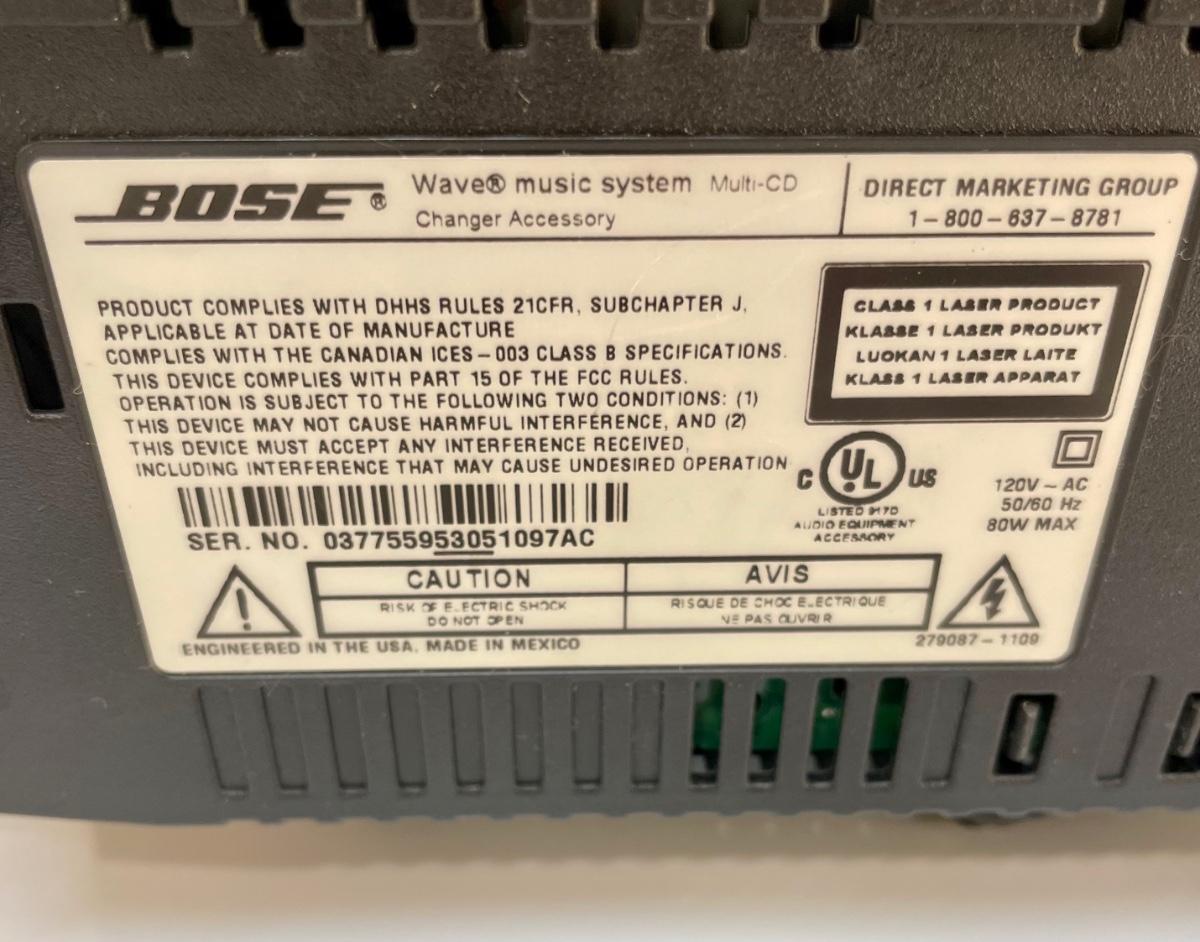 BOSE® Wave® music system Multi-CD
Changer Accessory
DIRECT MARKETING GROUP
1-800-637-8781
PRODUCT COMPLIES WITH DHHS RULES 21CFR, SUBCHAPTER J,
APPLICABLE AT DATE OF MANUFACTURE
COMPLIES WITH THE CANADIAN ICES-003 CLASS B SPECIFICATIONS.
THIS DEVICE COMPLIES WITH PART 15 OF THE FCC RULES.
OPERATION IS SUBJECT TO THE FOLLOWING TWO CONDITIONS: (1)
THIS DEVICE MAY NOT CAUSE HARMFUL INTERFERENCE, AND (2)
THIS DEVICE MUST ACCEPT ANY INTERFERENCE RECEIVED,
INCLUDING INTERFERENCE THAT MAY CAUSE UNDESIRED OPERATION
CLASS 1 LASER PRODUCT
KLASSE 1 LASER PRODUKT
LUOKAN 1 LASER LAITE
KLASS 1 LASER APPARAT
C UL US
LISTED 917D
AUDIO EQUIPMENT
ACCESSORY
120V ~ AC
50/60 Hz
80W MAX
SER. NO. 037755953051097AC
CAUTION
RISK OF ELECTRIC SHOCK
DO NOT OPEN
AVIS
RISQUE DE CHOC ELECTRIQUE
NE PAS OUVRIR
ENGINEERED IN THE USA. MADE IN MEXICO
279087-1109